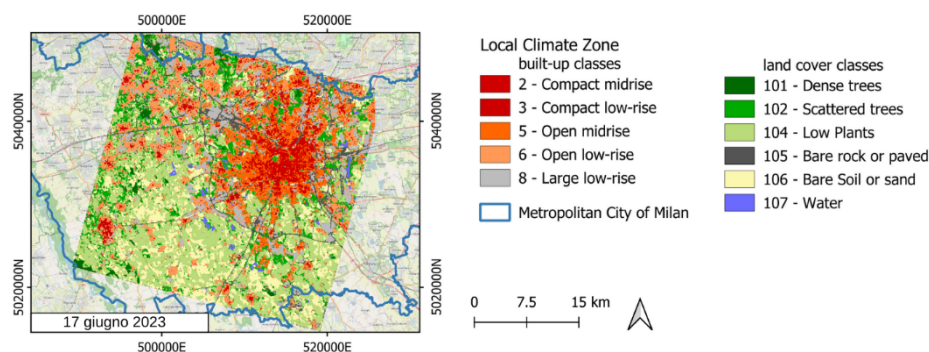 500000E
520000E
5040000N
5020000N
5040000N
5020000N
17 giugno 2023
500000E
520000E
Local Climate Zone
built-up classes
2 - Compact midrise
3 - Compact low-rise
5 - Open midrise
6 - Open low-rise
8 - Large low-rise
Metropolitan City of Milan
land cover classes
101 - Dense trees
102 - Scattered trees
104 - Low Plants
105 - Bare rock or paved
106 - Bare Soil or sand
107 - Water
0
7.5
15 km